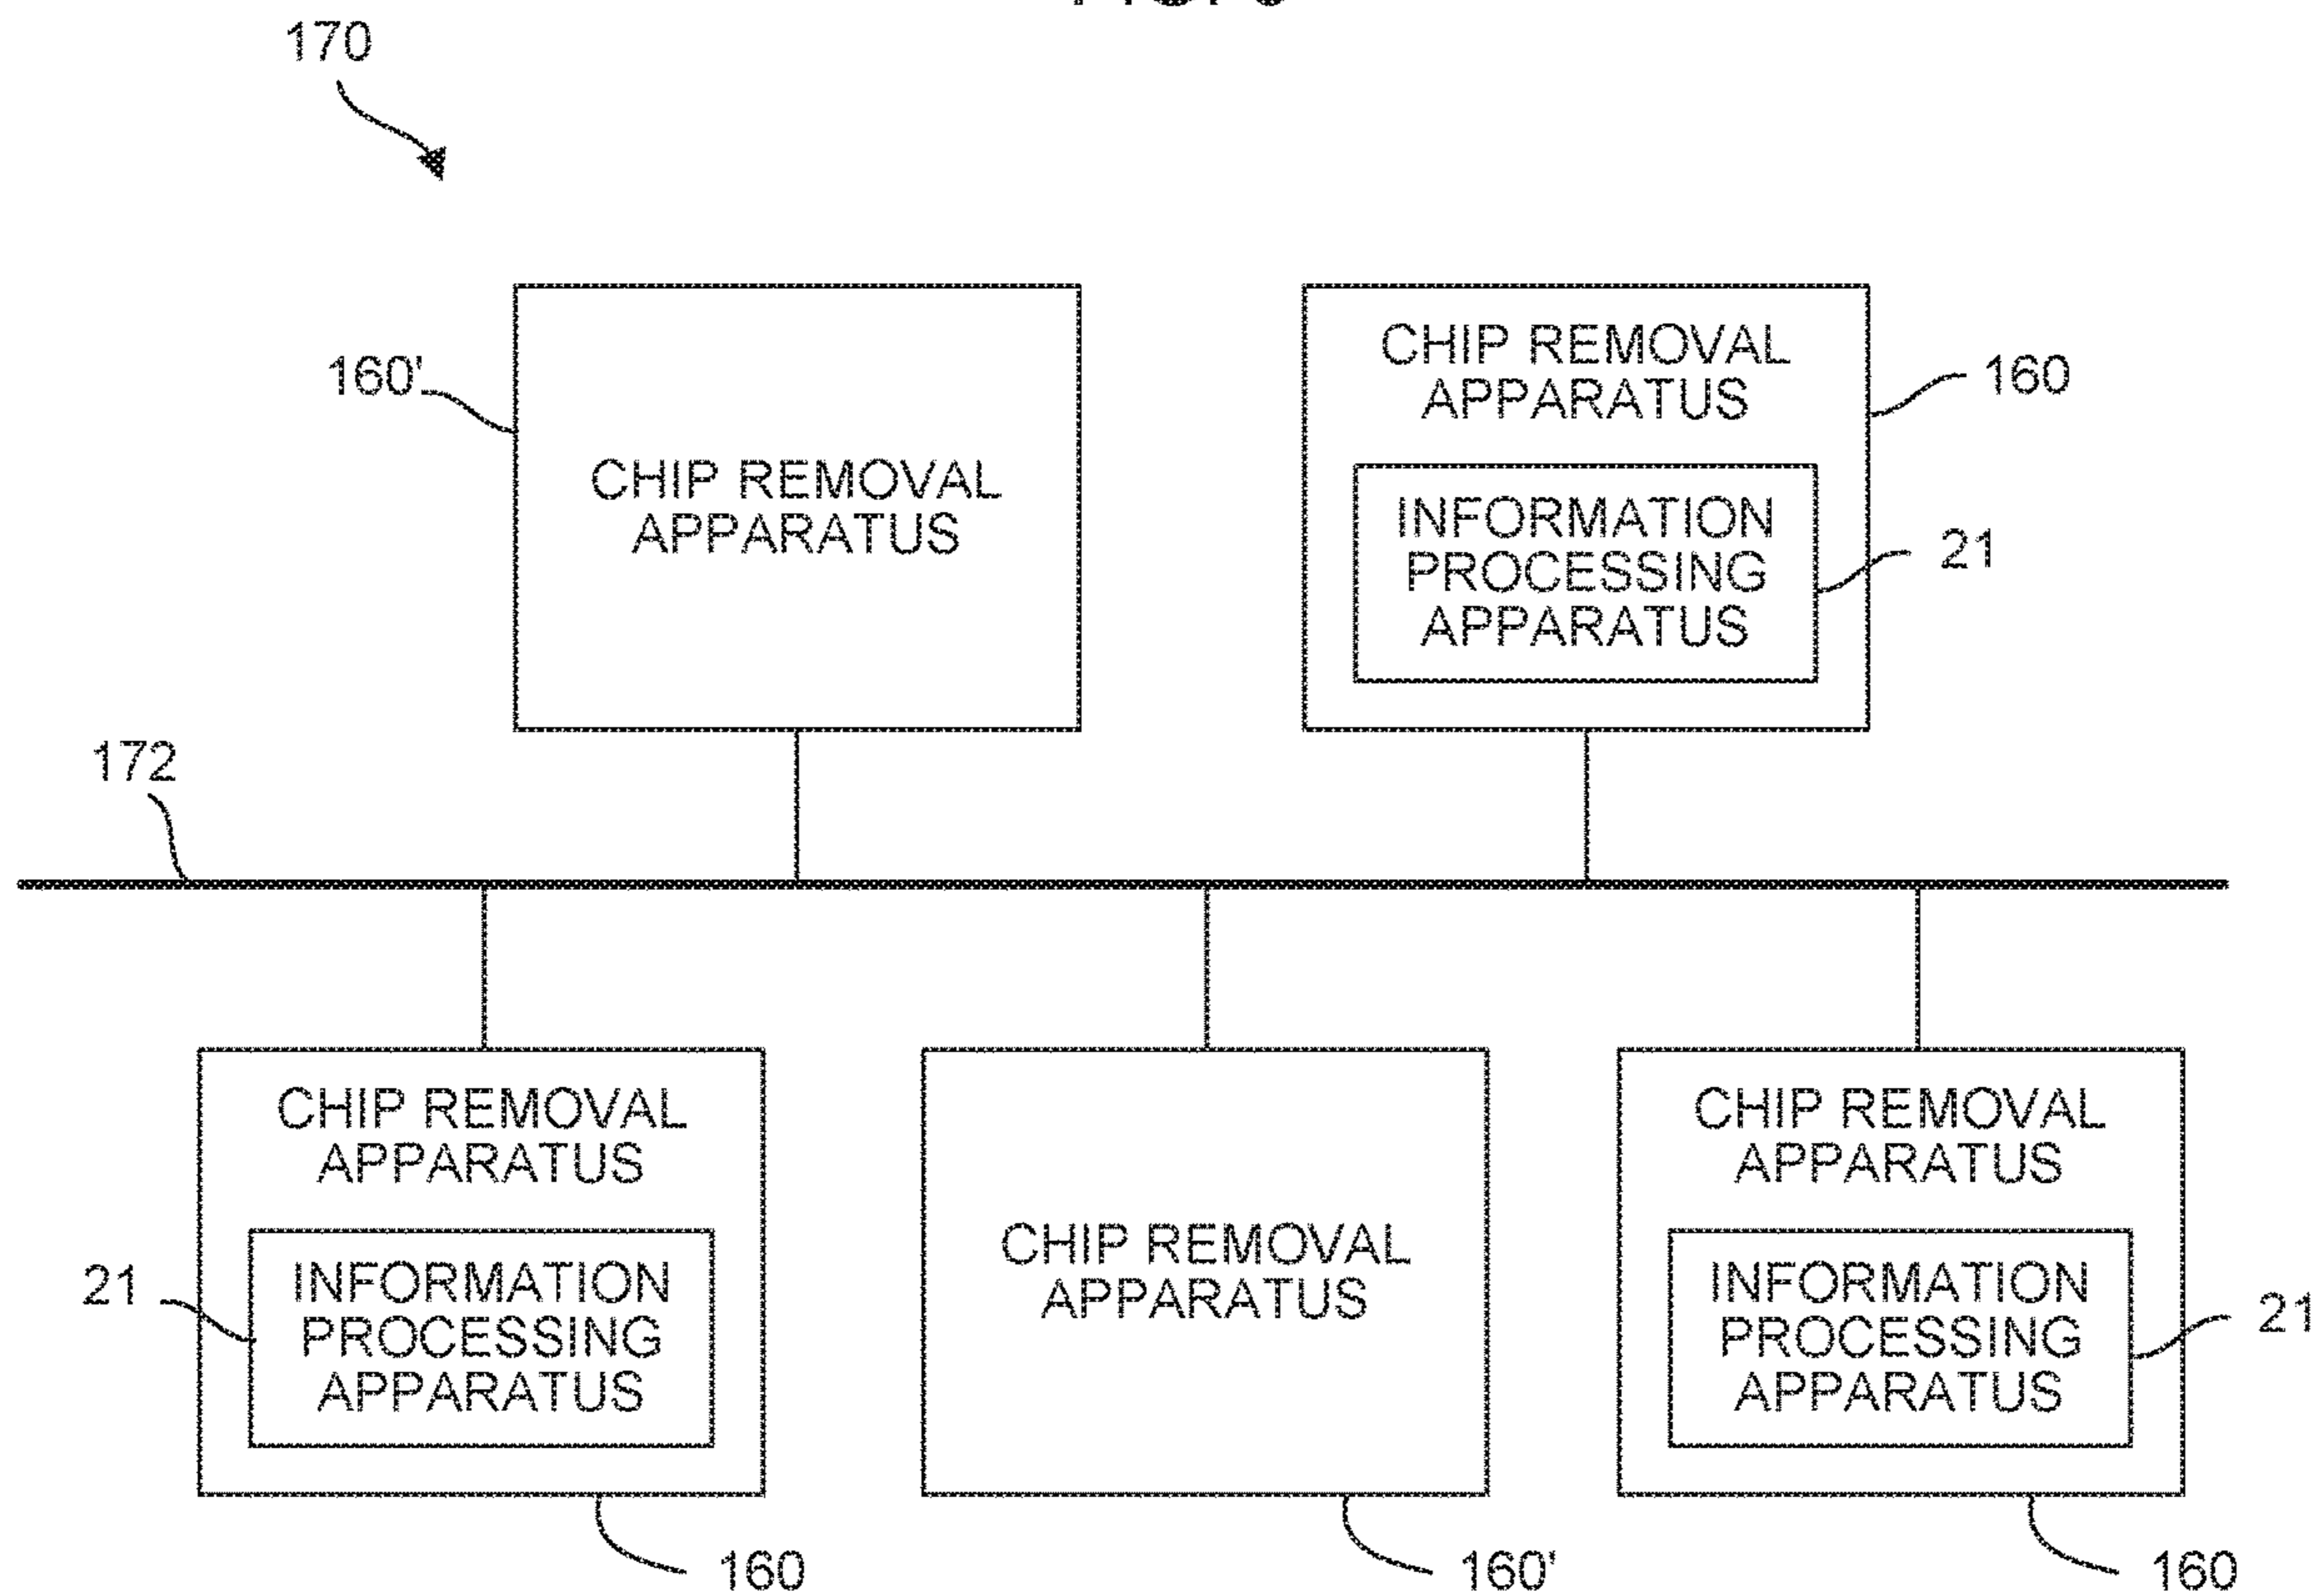 170
160'
CHIP REMOVAL
APPARATUS
CHIP REMOVAL
APPARATUS
160
INFORMATION
PROCESSING
APPARATUS
21
172
CHIP REMOVAL
APPARATUS
21
INFORMATION
PROCESSING
APPARATUS
160
CHIP REMOVAL
APPARATUS
160'
CHIP REMOVAL
APPARATUS
INFORMATION
PROCESSING
APPARATUS
21
160